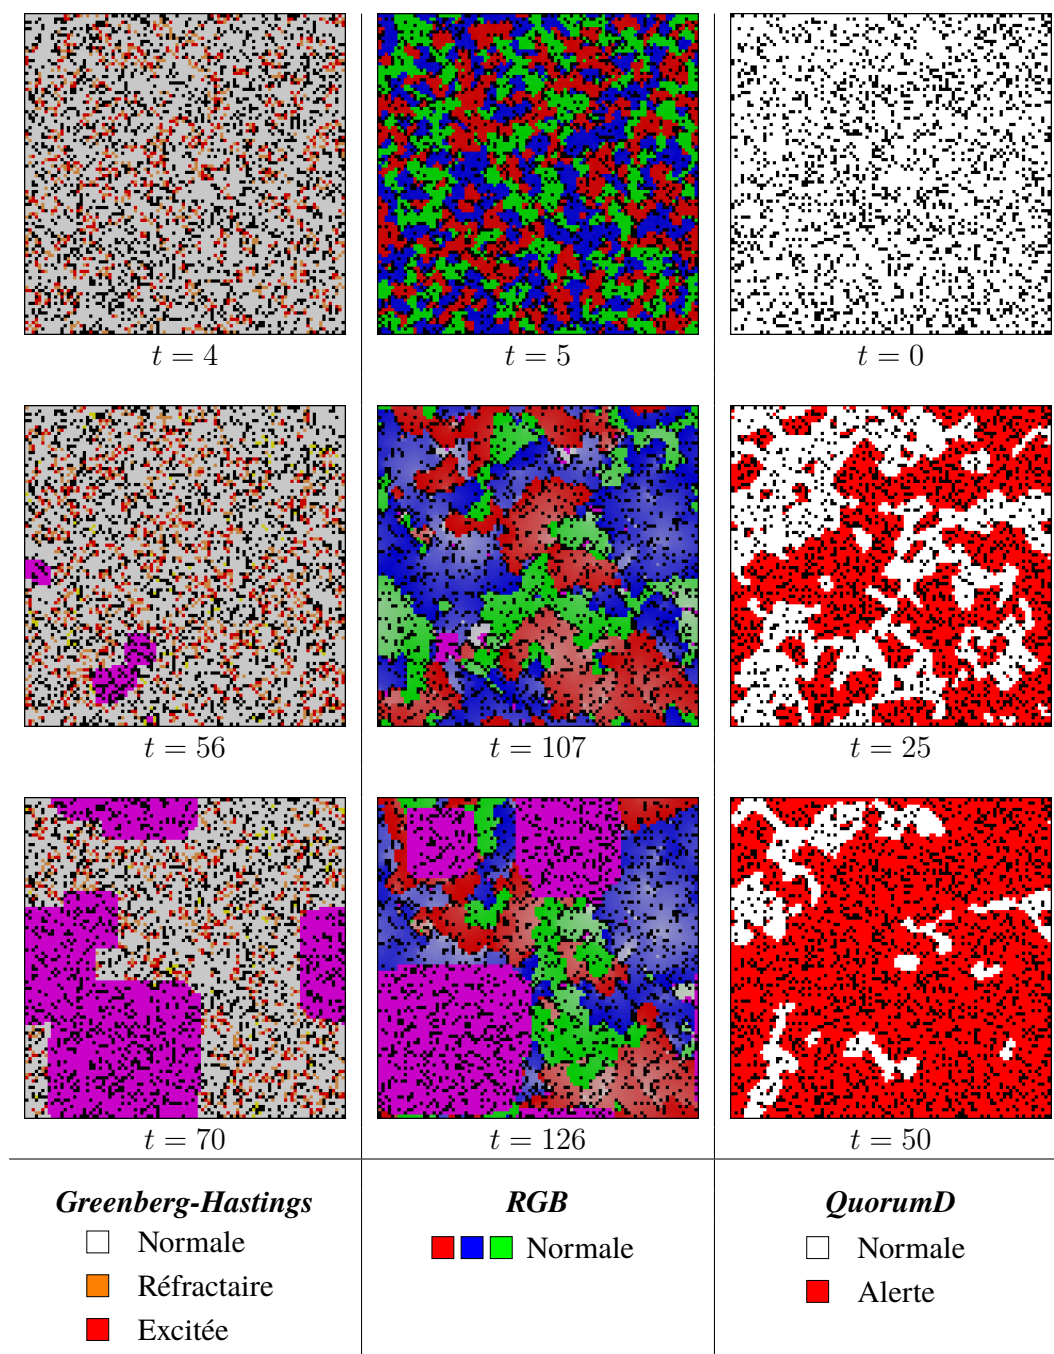 t = 4
t = 5
t = 0
t = 56
t = 107
t = 25
t = 70
t = 126
t = 50
Greenberg-Hastings
Normale
Réfractaire
Excitée
RGB
Normale
QuorumD
Normale
Alerte